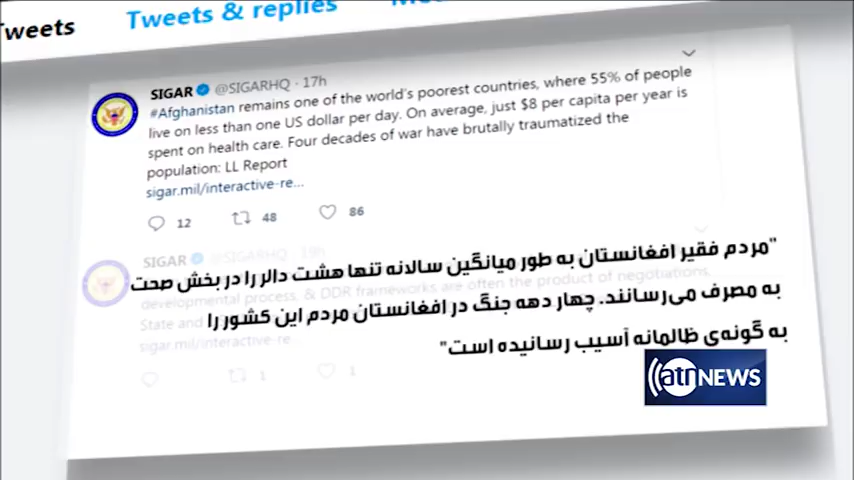 Tweets
Tweets & replies
SIGAR @SIGARHQ · 17h
#Afghanistan remains one of the world's poorest countries, where 55% of people
live on less than one US dollar per day. On average, just $8 per capita per year is
spent on health care. Four decades of war have brutally traumatized the
population: LL Report
sigar.mil/interactive-re...
12 48 86
SIGAR @SIGARHQ · 19h
"مردم فقیر افغانستان به طور میانگین سالانه تنها هشت دالر را در بخش صحت
developmental process, & DDR frameworks are often the product of negotiations.
به مصرف می‌رسانند. چهار دهه جنگ در افغانستان مردم این کشور را
State and
sigar.mil/interactive-re
به گونه‌ی ظالمانه آسیب رسانیده است"
1 1
atn NEWS